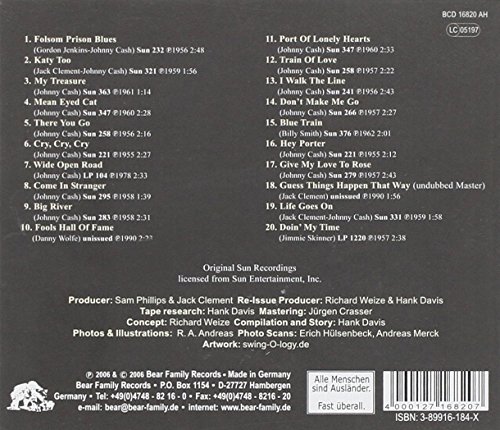 BCD 16820 AH
LC 05197
1. Folsom Prison Blues
(Gordon Jenkins-Johnny Cash) Sun 232 ℗1956 2:48
2. Katy Too
(Jack Clement-Johnny Cash) Sun 321 ℗1959 1:56
3. My Treasure
(Johnny Cash) Sun 363 ℗1961 1:14
4. Mean Eyed Cat
(Johnny Cash) Sun 347 ℗1960 2:28
5. There You Go
(Johnny Cash) Sun 258 ℗1956 2:16
6. Cry, Cry, Cry
(Johnny Cash) Sun 221 ℗1955 2:27
7. Wide Open Road
(Johnny Cash) LP 104 ℗1978 2:33
8. Come In Stranger
(Johnny Cash) Sun 295 ℗1958 1:39
9. Big River
(Johnny Cash) Sun 283 ℗1958 2:31
10. Fools Hall Of Fame
(Danny Wolfe) unissued ℗1990
11. Port Of Lonely Hearts
(Johnny Cash) Sun 347 ℗1960 2:33
12. Train Of Love
(Johnny Cash) Sun 258 ℗1957 2:22
13. I Walk The Line
(Johnny Cash) Sun 241 ℗1956 2:43
14. Don't Make Me Go
(Johnny Cash) Sun 266 ℗1957 2:27
15. Blue Train
(Billy Smith) Sun 376 ℗1962 2:01
16. Hey Porter
(Johnny Cash) Sun 221 ℗1955 2:12
17. Give My Love To Rose
(Johnny Cash) Sun 279 ℗1957 2:43
18. Guess Things Happen That Way (undubbed Master)
(Jack Clement) unissued ℗1990 1:56
19. Life Goes On
(Jack Clement-Johnny Cash) Sun 331 ℗1959 1:58
20. Doin' My Time
(Jimmie Skinner) LP 1220 ℗1957 2:37
Original Sun Recordings
licensed from Sun Entertainment, Inc.
Producer: Sam Phillips & Jack Clement Re-Issue Producer: Richard Weize & Hank Davis
Tape research: Hank Davis Mastering: Jürgen Crasser
Concept: Richard Weize Compilation and Story: Hank Davis
Photos & Illustrations: R. A. Andreas Photo Scans: Erich Hülsenbeck, Andreas Merck
Artwork: swing-O-logy.de
℗ 2006 & © 2006 Bear Family Records • Made in Germany
Bear Family Records • P.O. Box 1154 • D-27727 Hambergen
Germany • Tel: +49(0)4748 - 82 16 - 0 • Fax: +49(0)4748 - 8216 - 20
e-mail: bear@bear-family.de • internet: www.bear-family.de
Alle Menschen
sind Ausländer.
Fast überall.
ISBN: 3-89916-184-X
4 000127 168207